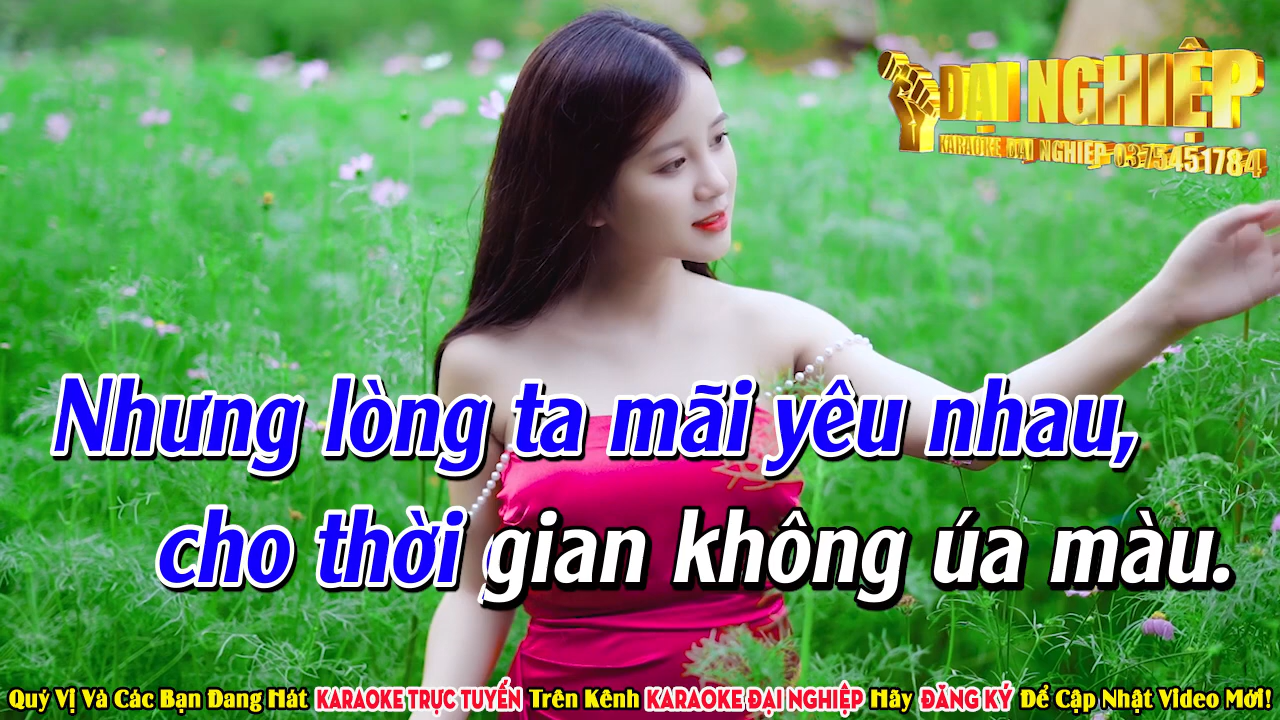 ĐẠI NGHIỆP
KARAOKE ĐẠI NGHIỆP 0375451784
Nhưng lòng ta mãi yêu nhau,
cho thời gian không úa màu.
Quý Vị Và Các Bạn Đang Hát KARAOKE TRỰC TUYẾN Trên Kênh KARAOKE ĐẠI NGHIỆP Hãy ĐĂNG KÝ Để Cập Nhật Video Mới!